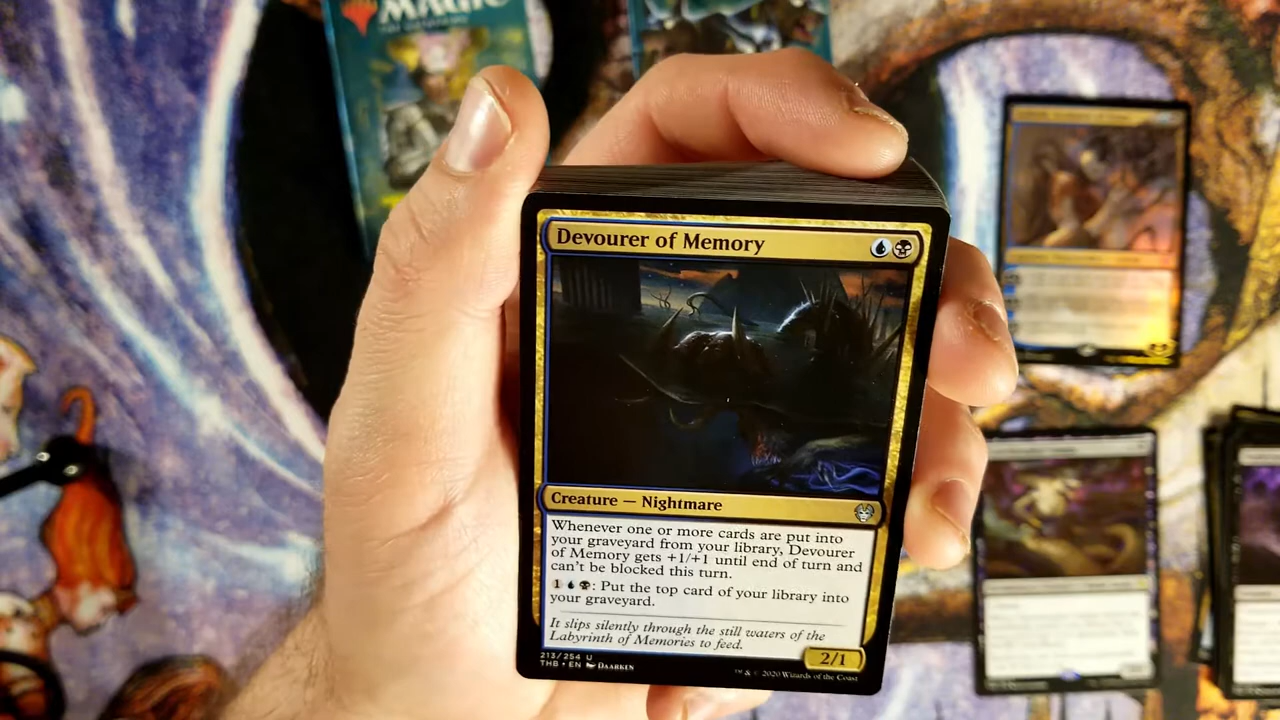 MAGIC
Devourer of Memory
Creature — Nightmare
Whenever one or more cards are put into
your graveyard from your library, Devourer
of Memory gets +1/+1 until end of turn and
can't be blocked this turn.
1 : Put the top card of your library into
your graveyard.
It slips silently through the still waters of the
Labyrinth of Memories to feed.
2/1
213/254 U
THB • EN DAARKEN
™ & © 2020 Wizards of the Coast